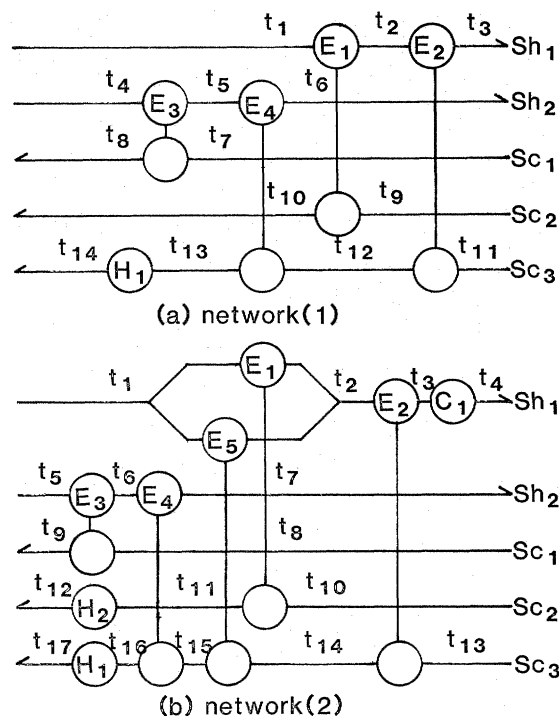 t1 E1 t2 E2 t3 Sh1
t4 E3 t5 E4 t6 Sh2
t8 t7 Sc1
t10 t9 Sc2
t14 H1 t13 t12 t11 Sc3
(a) network(1)
t1 E1 t2 E2 t3 C1 t4 Sh1
E5
t5 E3 t6 E4 t7 Sh2
t9 t8 Sc1
t12 H2 t11 t10 Sc2
t17 H1 t16 t15 t14 t13 Sc3
(b) network(2)